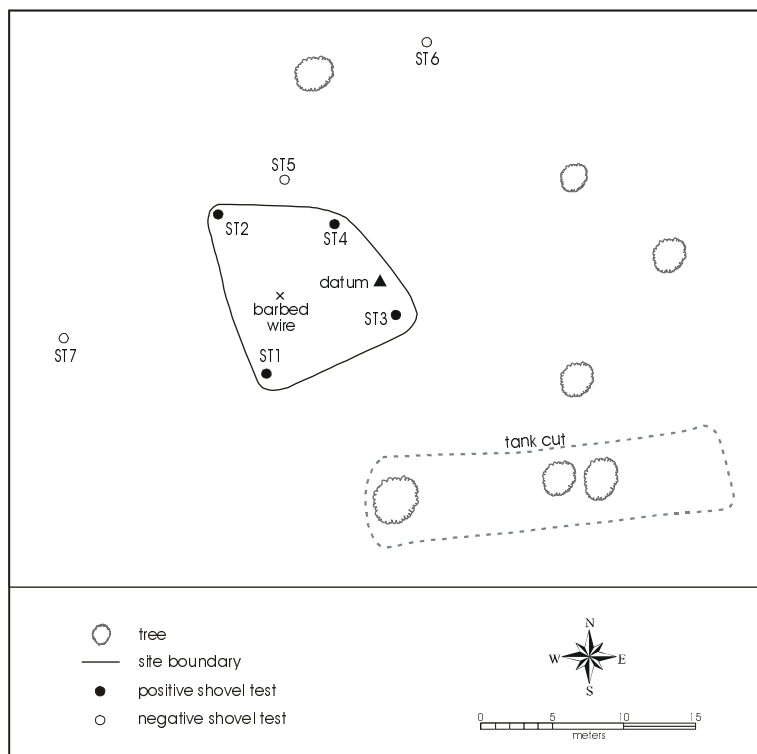 ST6
ST5
ST2
ST4
datum
barbed
wire
ST3
ST7
ST1
tank cut
tree
site boundary
positive shovel test
negative shovel test
N
W E
S
0 5 10 15
meters